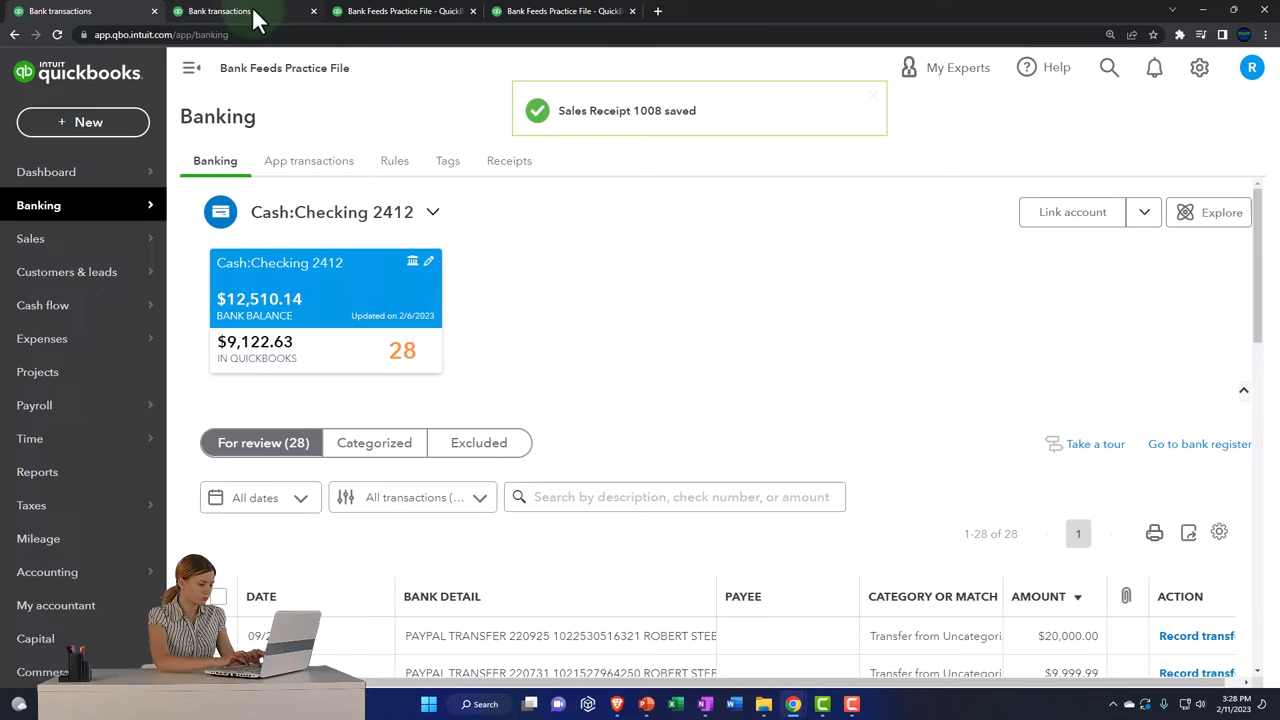 Bank transactions
Bank transactions
Bank Feeds Practice File - QuickB
Bank Feeds Practice File - QuickB
app.qbo.intuit.com/app/banking
INTUIT
quickbooks.
Bank Feeds Practice File
My Experts
Help
R
Sales Receipt 1008 saved
+ New
Banking
Dashboard
Banking
Sales
Customers & leads
Cash flow
Expenses
Projects
Payroll
Time
Reports
Taxes
Mileage
Accounting
My accountant
Capital
Banking
App transactions
Rules
Tags
Receipts
Cash:Checking 2412
Link account
Explore
Cash:Checking 2412
$12,510.14
BANK BALANCE
Updated on 2/6/2023
$9,122.63
IN QUICKBOOKS
28
For review (28)
Categorized
Excluded
Take a tour
Go to bank register
All dates
All transactions (...
Search by description, check number, or amount
1-28 of 28
1
DATE
BANK DETAIL
PAYEE
CATEGORY OR MATCH
AMOUNT
ACTION
PAYPAL TRANSFER 220925 1022530516321 ROBERT STEE
Transfer from Uncategori
$20,000.00
Record transf
PAYPAL TRANSFER 220731 1021527964250 ROBERT STEE
Transfer from Uncategori
$9,999.99
Record transf
Search
3:28 PM
2/11/2023